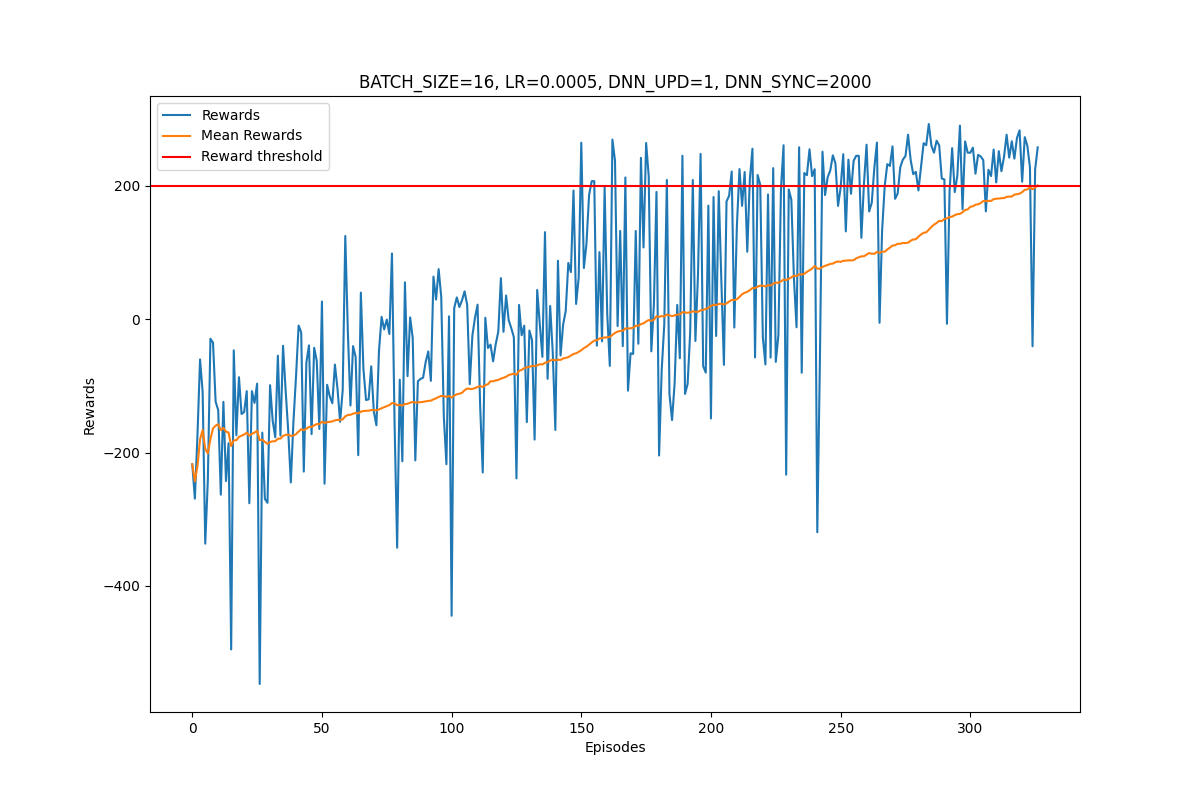 BATCH_SIZE=16, LR=0.0005, DNN_UPD=1, DNN_SYNC=2000
Rewards
Mean Rewards
Reward threshold
200
0
−200
−400
Rewards
0
50
100
150
200
250
300
Episodes